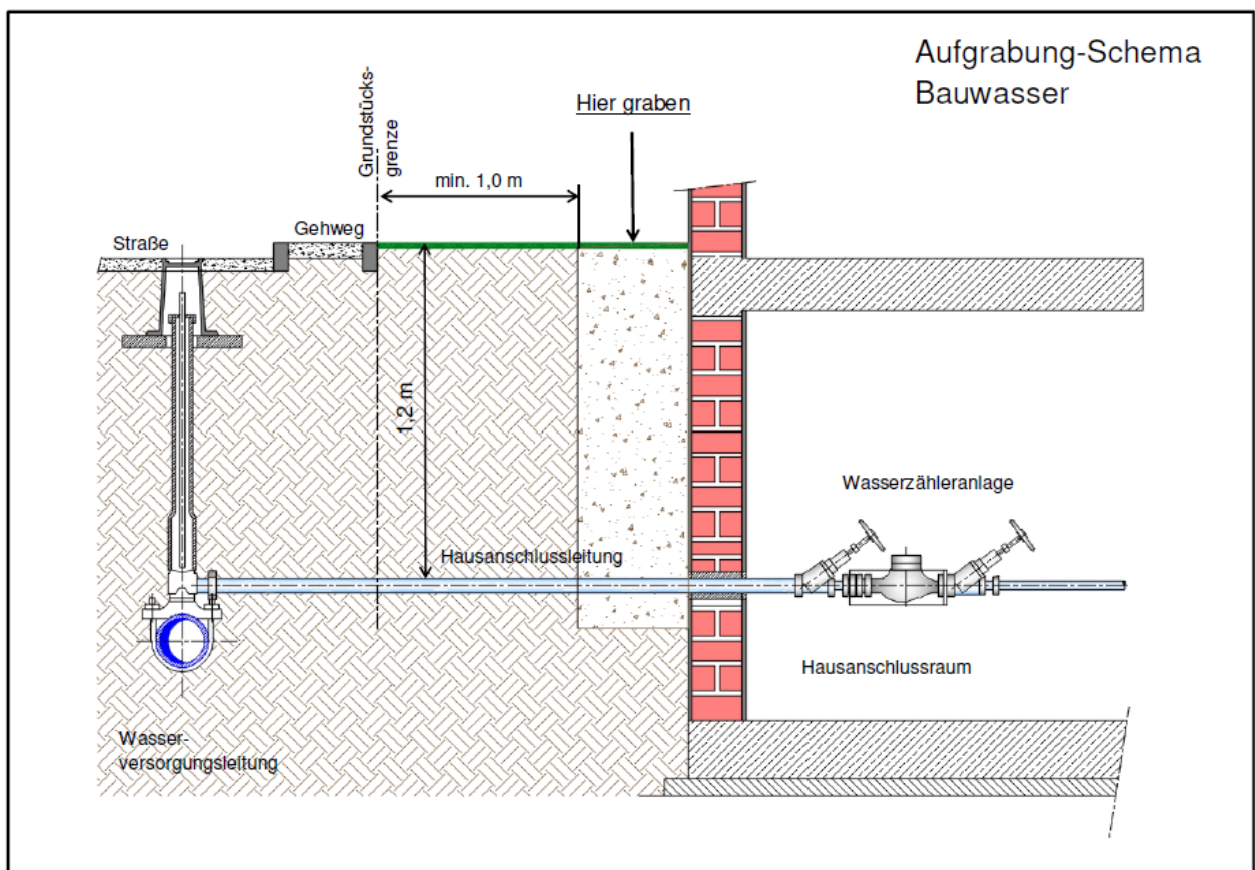 Aufgrabung-Schema
Bauwasser
Grundstücks-
grenze
Hier graben
min. 1,0 m
Gehweg
Straße
1,2 m
Wasserzähleranlage
Hausanschlussleitung
Hausanschlussraum
Wasser-
versorgungsleitung